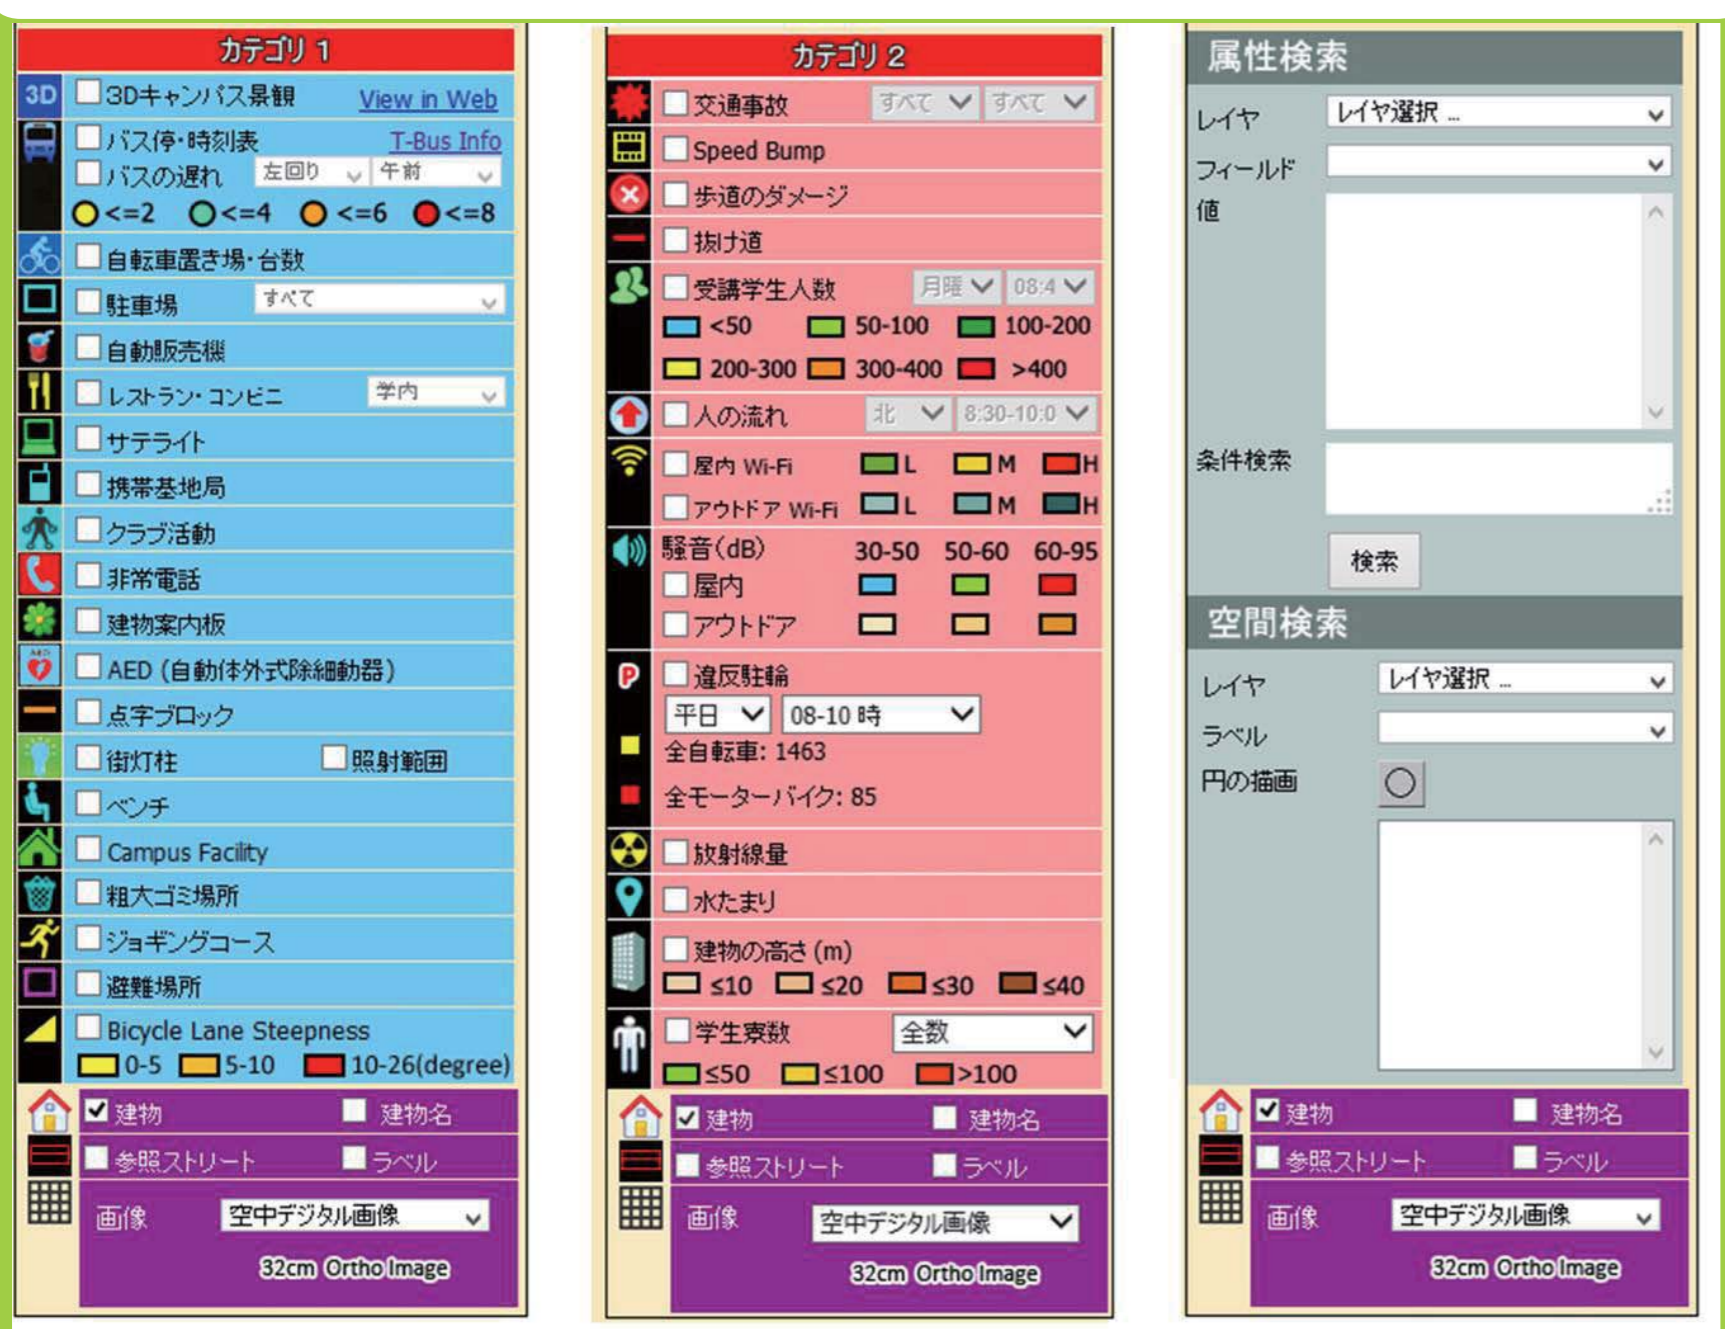 カテゴリ 1
3D
3Dキャンパス景観 View in Web
バス停・時刻表 T-Bus Info
バスの遅れ 左回り 午前
<=2 <=4 <=6 <=8
自転車置き場・台数
駐車場 すべて
自動販売機
レストラン・コンビニ 学内
サテライト
携帯基地局
クラブ活動
非常電話
建物案内板
AED
AED (自動体外式除細動器)
点字ブロック
街灯柱 照射範囲
ベンチ
Campus Facility
粗大ゴミ場所
ジョギングコース
避難場所
Bicycle Lane Steepness
0-5 5-10 10-26(degree)
建物 建物名
参照ストリート ラベル
画像 空中デジタル画像
32cm Ortho Image
カテゴリ 2
交通事故 すべて すべて
Speed Bump
歩道のダメージ
抜け道
受講学生人数 月曜 08:4
<50 50-100 100-200
200-300 300-400 >400
人の流れ 北 8:30-10:0
屋内 Wi-Fi L M H
アウトドア Wi-Fi L M H
騒音(dB) 30-50 50-60 60-95
屋内
アウトドア
P
違反駐輪
平日 08-10 時
全自転車: 1463
全モーターバイク: 85
放射線量
水たまり
建物の高さ (m)
≤10 ≤20 ≤30 ≤40
学生寮数 全数
≤50 ≤100 >100
建物 建物名
参照ストリート ラベル
画像 空中デジタル画像
32cm Ortho Image
属性検索
レイヤ レイヤ選択 ...
フィールド
値
条件検索
検索
空間検索
レイヤ レイヤ選択 ...
ラベル
円の描画
建物 建物名
参照ストリート ラベル
画像 空中デジタル画像
32cm Ortho Image